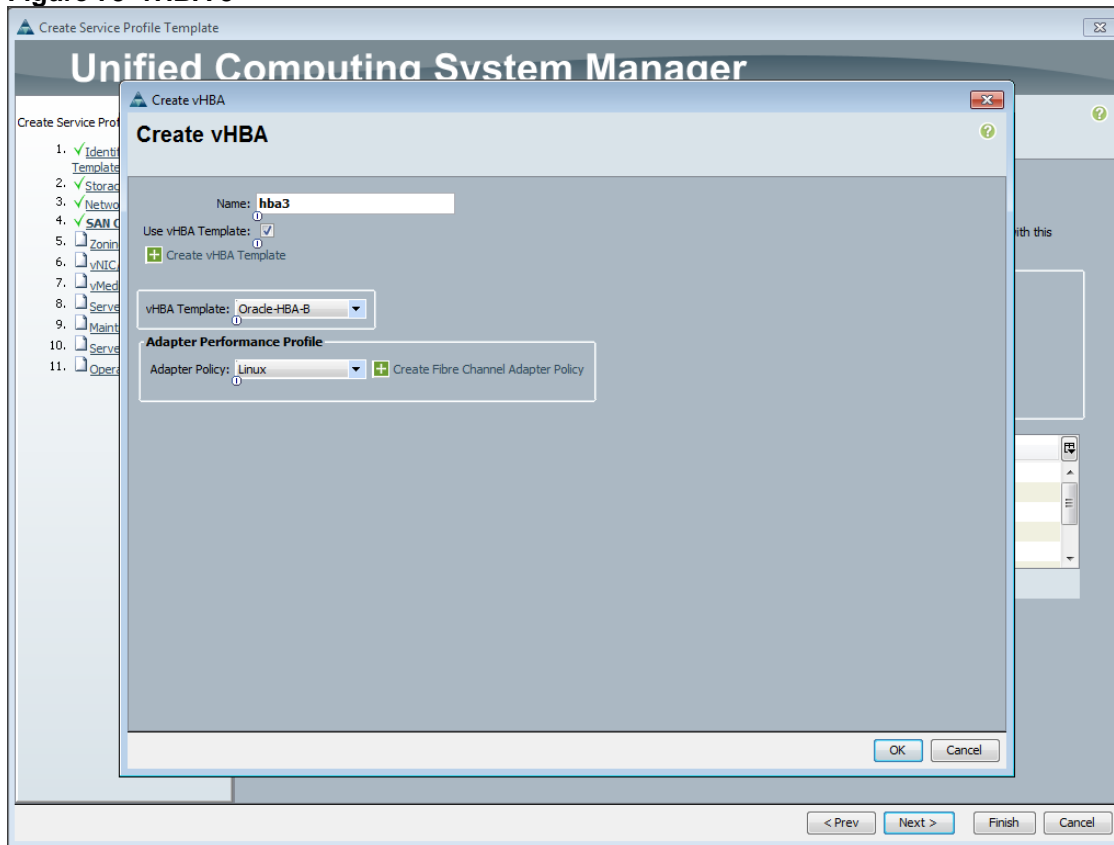 Create Service Profile Template
Unified Computing System Manager
Create vHBA
Create Service Prof
Create vHBA
1. Identif
Template
2. Storag
3. Netwo
4. SAN C
5. Zonin
6. vNIC/
7. vMed
8. Serve
9. Maint
10. Serve
11. Opera
Name: hba3
Use vHBA Template:
Create vHBA Template
ith this
vHBA Template: Oracle-HBA-B
Adapter Performance Profile
Adapter Policy: Linux Create Fibre Channel Adapter Policy
OK Cancel
< Prev Next > Finish Cancel